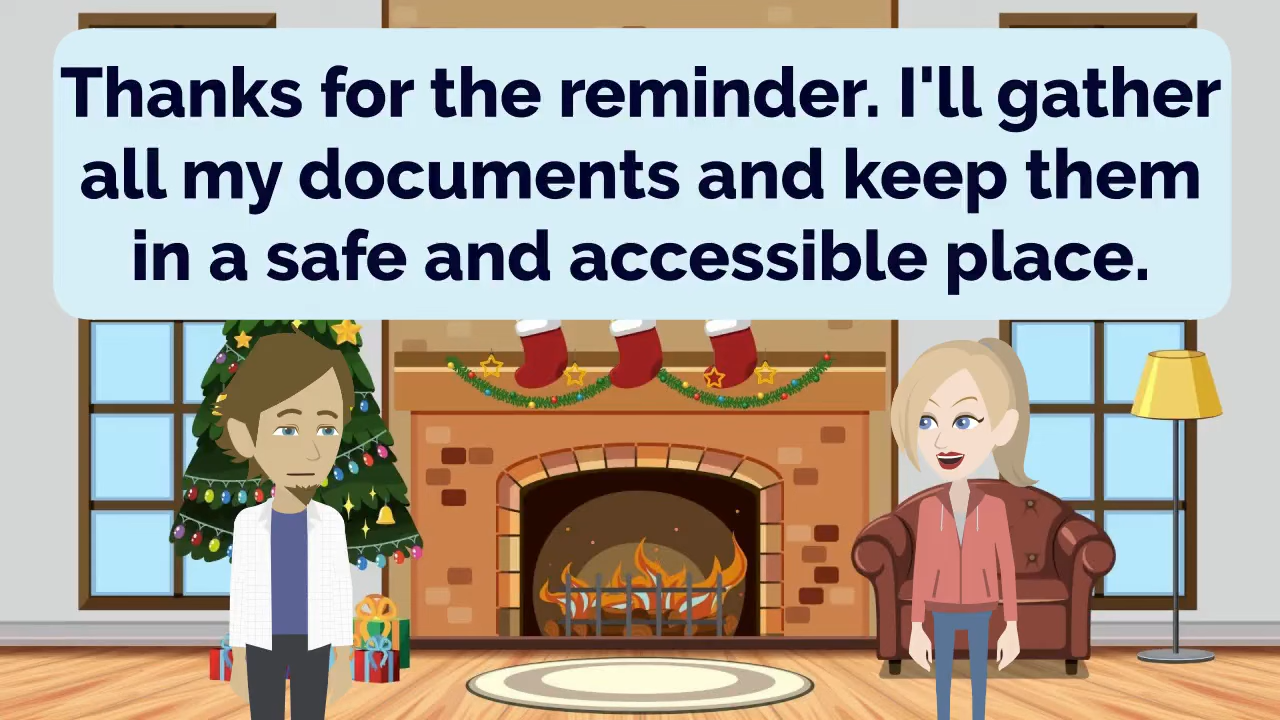 Thanks for the reminder. I'll gather
all my documents and keep them
in a safe and accessible place.